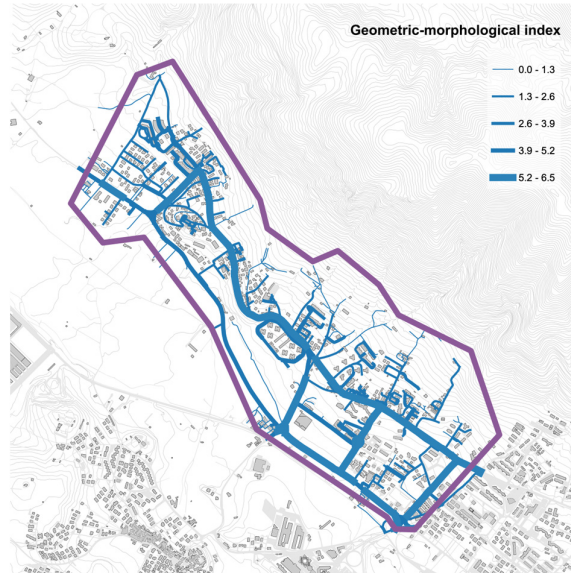 Geometric-morphological index
0.0 - 1.3
1.3 - 2.6
2.6 - 3.9
3.9 - 5.2
5.2 - 6.5